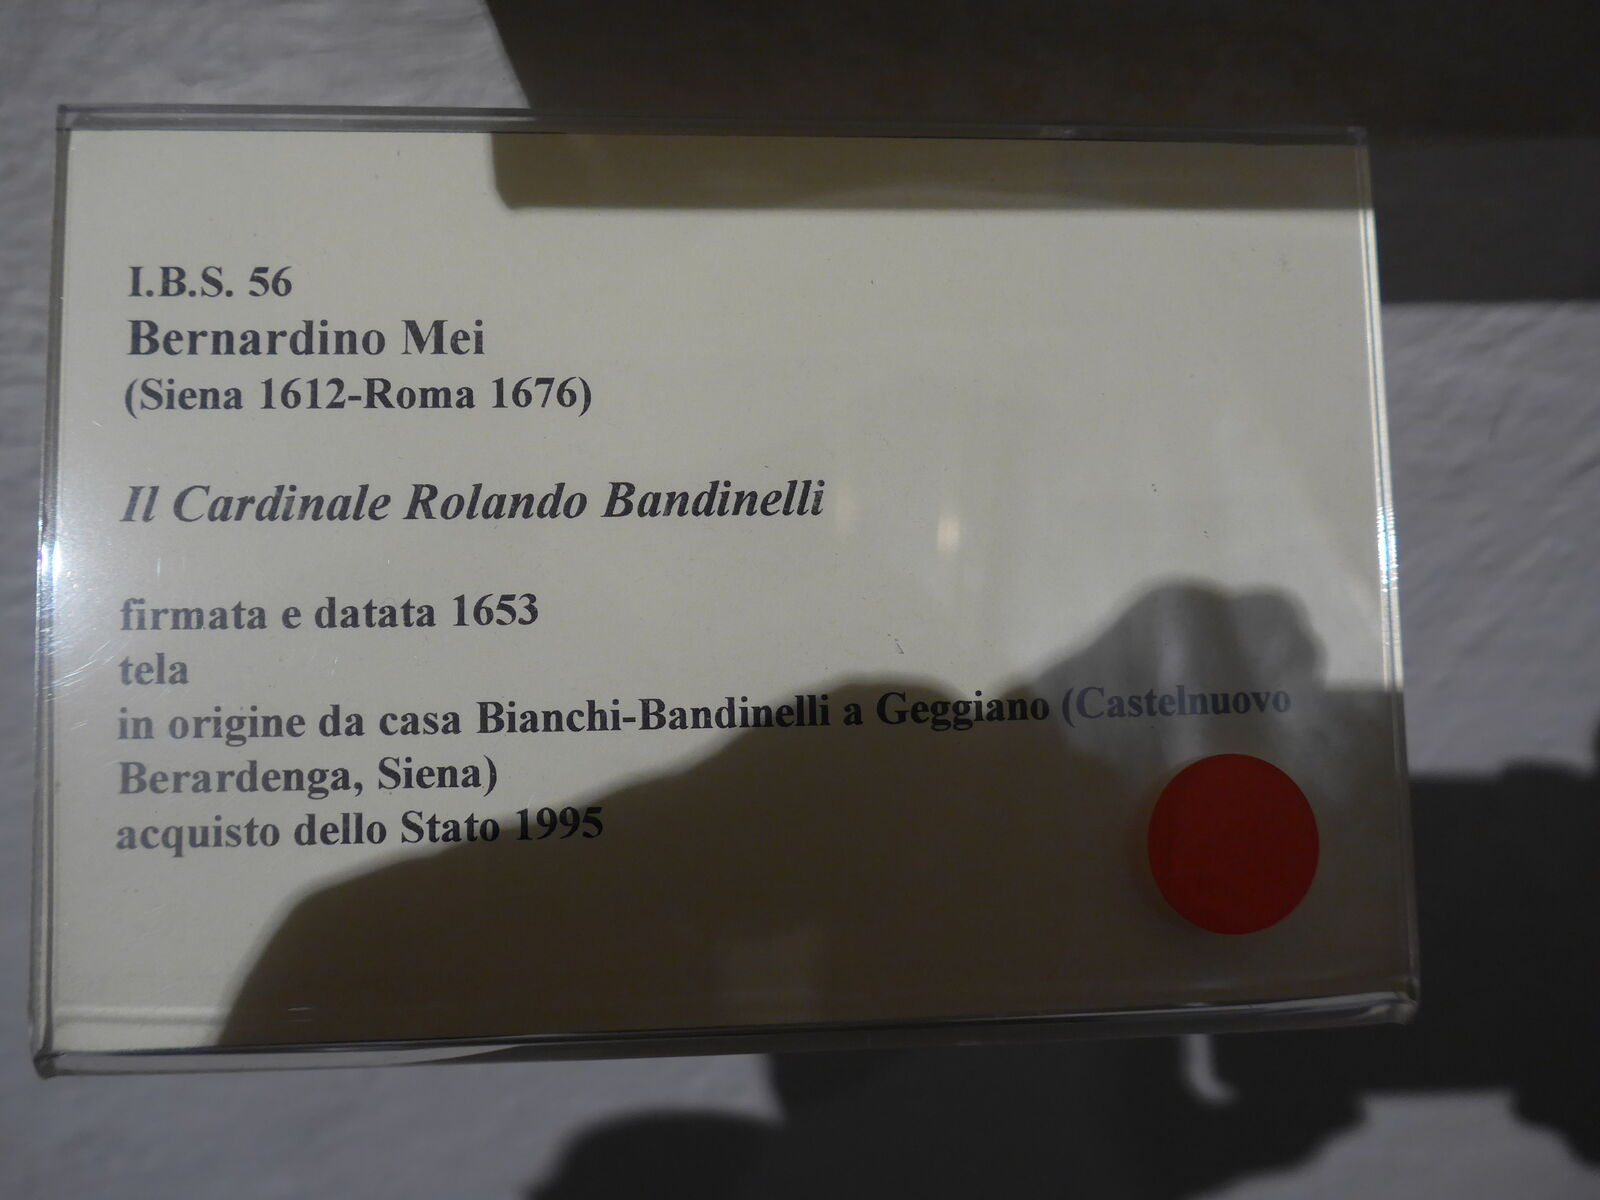 I.B.S. 56
Bernardino Mei
(Siena 1612-Roma 1676)
Il Cardinale Rolando Bandinelli
firmata e datata 1653
tela
in origine da casa Bianchi-Bandinelli a Geggiano (Castelnuovo
Berardenga, Siena)
acquisto dello Stato 1995